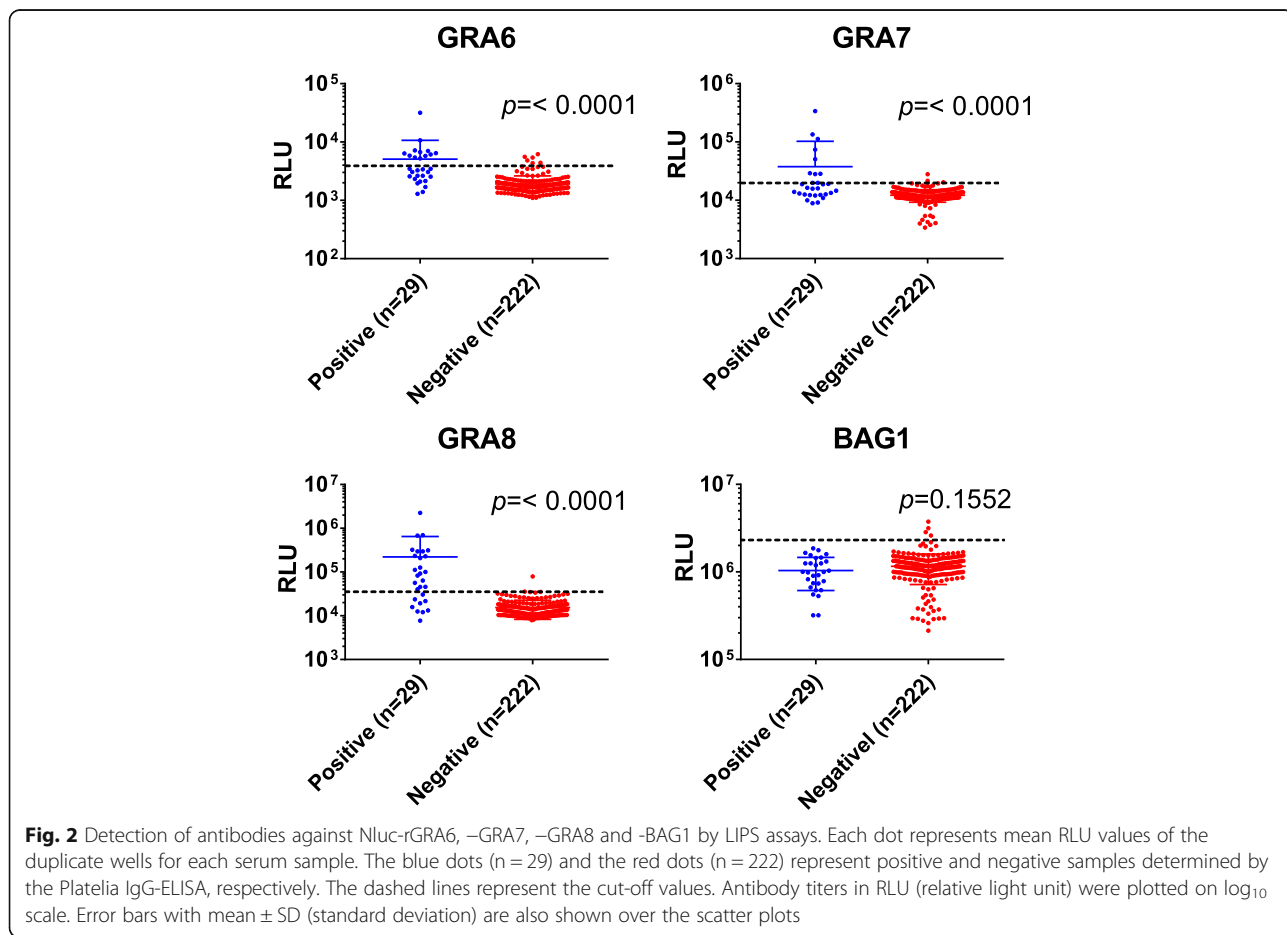 GRA6
GRA7
10⁵
10⁴
10³
10²
RLU
p=< 0.0001
Positive (n=29)
Negative (n=222)
10⁶
10⁵
10⁴
10³
RLU
p=< 0.0001
Positive (n=29)
Negative (n=222)
GRA8
BAG1
10⁷
10⁶
10⁵
10⁴
10³
RLU
p=< 0.0001
Positive (n=29)
Negative (n=222)
10⁷
10⁶
10⁵
RLU
p=0.1552
Positive (n=29)
Negativel (n=222)
Fig. 2 Detection of antibodies against Nluc-rGRA6, −GRA7, −GRA8 and -BAG1 by LIPS assays. Each dot represents mean RLU values of the
duplicate wells for each serum sample. The blue dots (n = 29) and the red dots (n = 222) represent positive and negative samples determined by
the Platelia IgG-ELISA, respectively. The dashed lines represent the cut-off values. Antibody titers in RLU (relative light unit) were plotted on log₁₀
scale. Error bars with mean ± SD (standard deviation) are also shown over the scatter plots